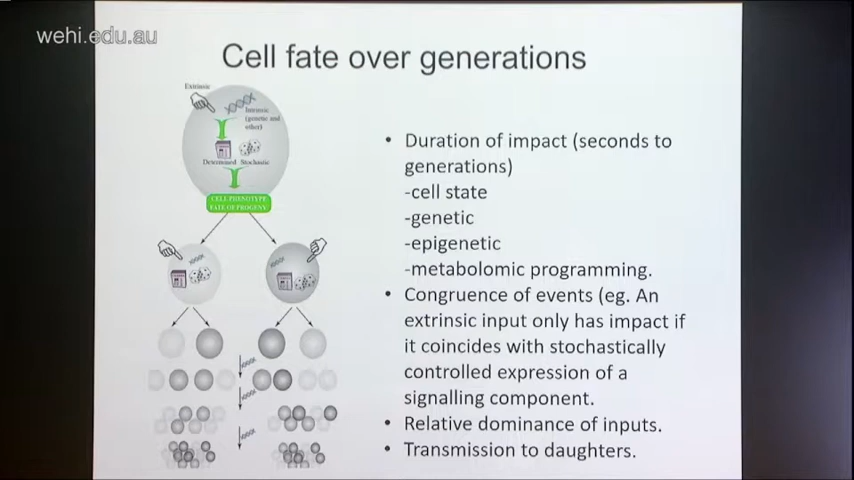 wehi.edu.au
Cell fate over generations
Extrinsic
Intrinsic
(genetic and
other)
Determined Stochastic
CELL PHENOTYPE
FATE OF PROGENY
• Duration of impact (seconds to
generations)
-cell state
-genetic
-epigenetic
-metabolomic programming.
• Congruence of events (eg. An
extrinsic input only has impact if
it coincides with stochastically
controlled expression of a
signalling component.
• Relative dominance of inputs.
• Transmission to daughters.